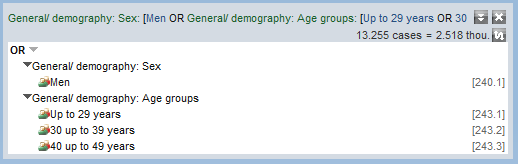 General/ demography: Sex: [Men OR General/ demography: Age groups: [Up to 29 years OR 30
13.255 cases = 2.518 thou.
OR
General/ demography: Sex
Men [240.1]
General/ demography: Age groups
Up to 29 years [243.1]
30 up to 39 years [243.2]
40 up to 49 years [243.3]